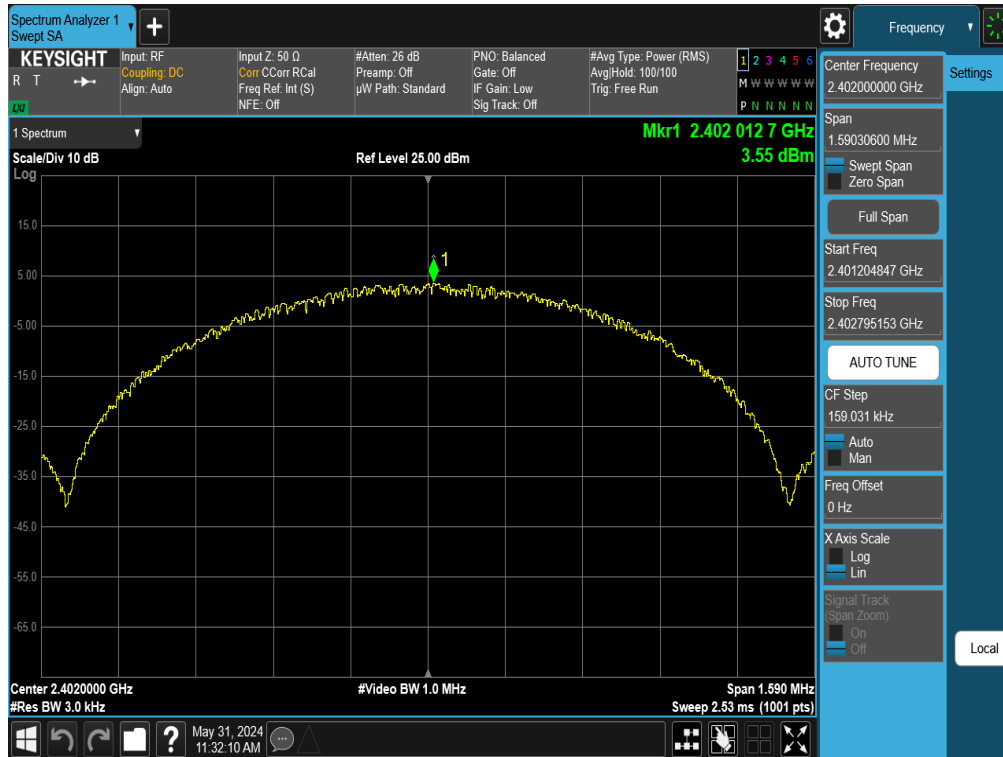 Spectrum Analyzer 1
Swept SA
Frequency
KEYSIGHT
R T
LXI
Input: RF
Coupling: DC
Align: Auto
Input Z: 50 Ω
Corr CCorr RCal
Freq Ref: Int (S)
NFE: Off
#Atten: 26 dB
Preamp: Off
µW Path: Standard
PNO: Balanced
Gate: Off
IF Gain: Low
Sig Track: Off
#Avg Type: Power (RMS)
Avg|Hold: 100/100
Trig: Free Run
1 2 3 4 5 6
M W W W W W
P N N N N N
1 Spectrum
Mkr1 2.402 012 7 GHz
3.55 dBm
Scale/Div 10 dB
Ref Level 25.00 dBm
Log
15.0
5.00
-5.00
-15.0
-25.0
-35.0
-45.0
-55.0
-65.0
1
Center 2.4020000 GHz
#Video BW 1.0 MHz
Span 1.590 MHz
#Res BW 3.0 kHz
Sweep 2.53 ms (1001 pts)
?
May 31, 2024
11:32:10 AM
Center Frequency
2.402000000 GHz
Settings
Span
1.59030600 MHz
Swept Span
Zero Span
Full Span
Start Freq
2.401204847 GHz
Stop Freq
2.402795153 GHz
AUTO TUNE
CF Step
159.031 kHz
Auto
Man
Freq Offset
0 Hz
X Axis Scale
Log
Lin
Signal Track
(Span Zoom)
On
Off
Local